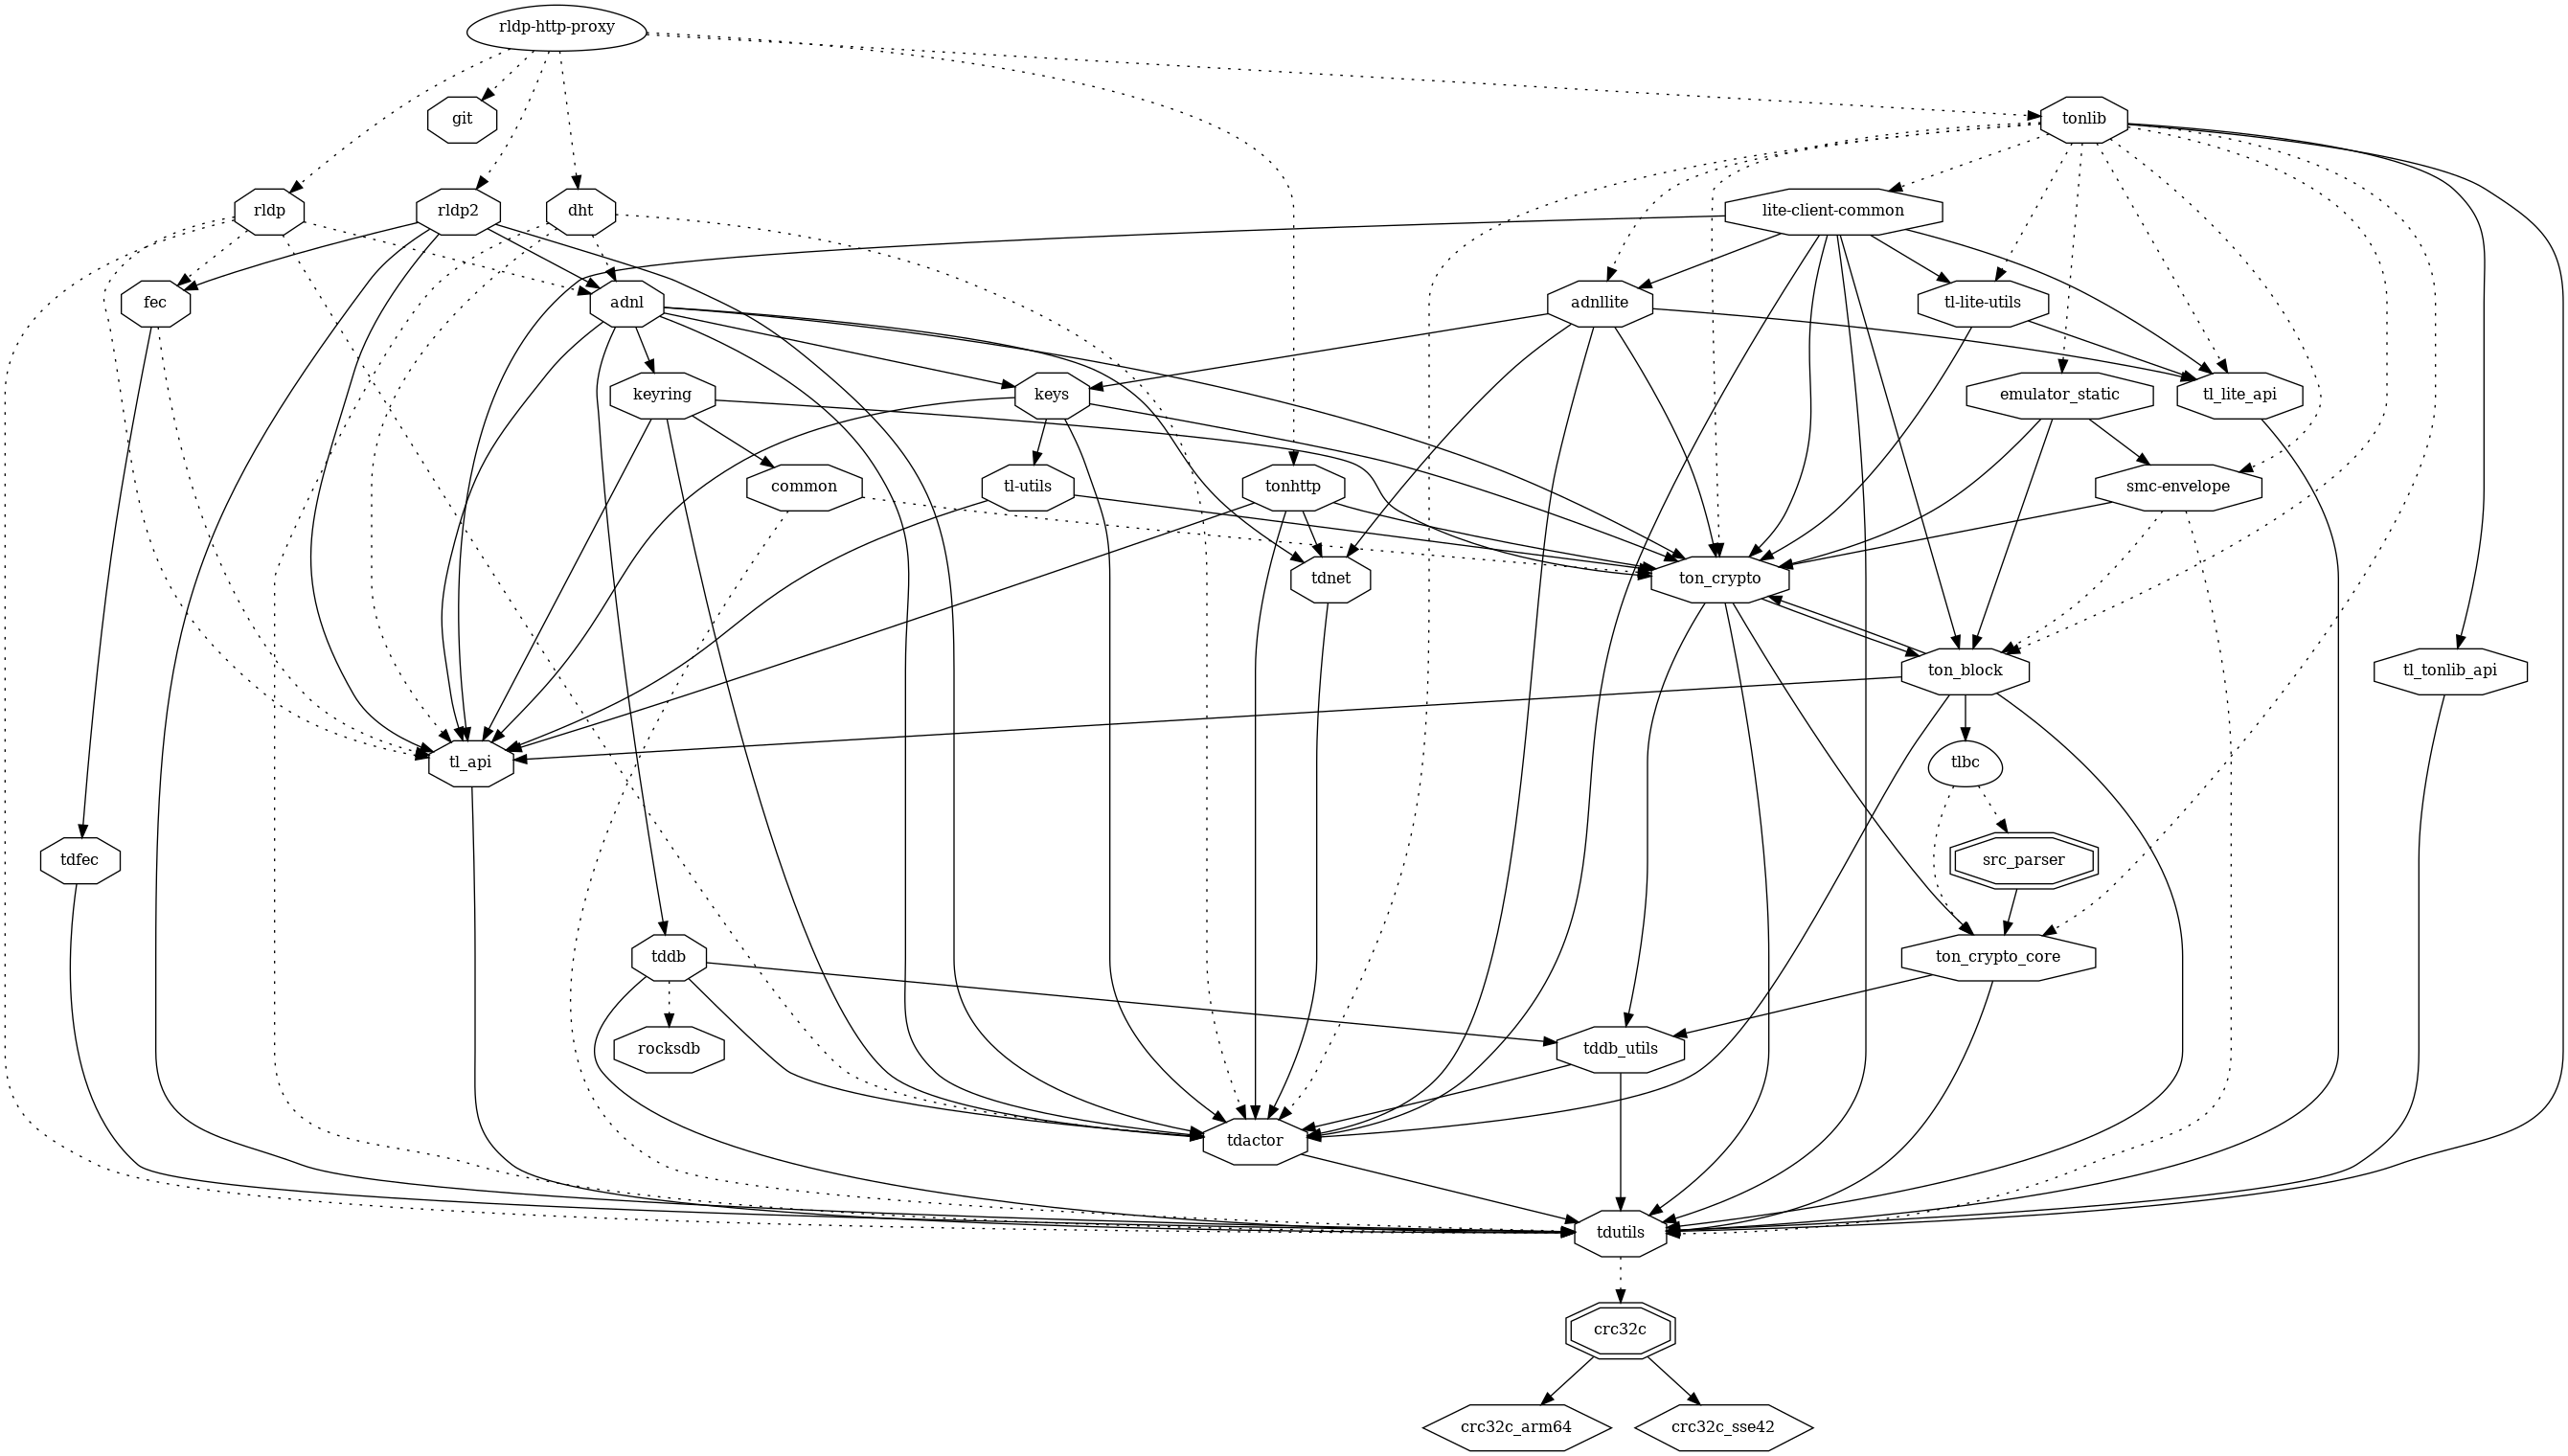 rldp-http-proxy
git
tonlib
rldp
rldp2
dht
lite-client-common
fec
adnl
adnllite
tl-lite-utils
keyring
keys
emulator_static
tl_lite_api
common
tl-utils
tonhttp
smc-envelope
tdnet
ton_crypto
ton_block
tl_tonlib_api
tl_api
tlbc
tdfec
src_parser
tddb
ton_crypto_core
rocksdb
tddb_utils
tdactor
tdutils
crc32c
crc32c_arm64
crc32c_sse42